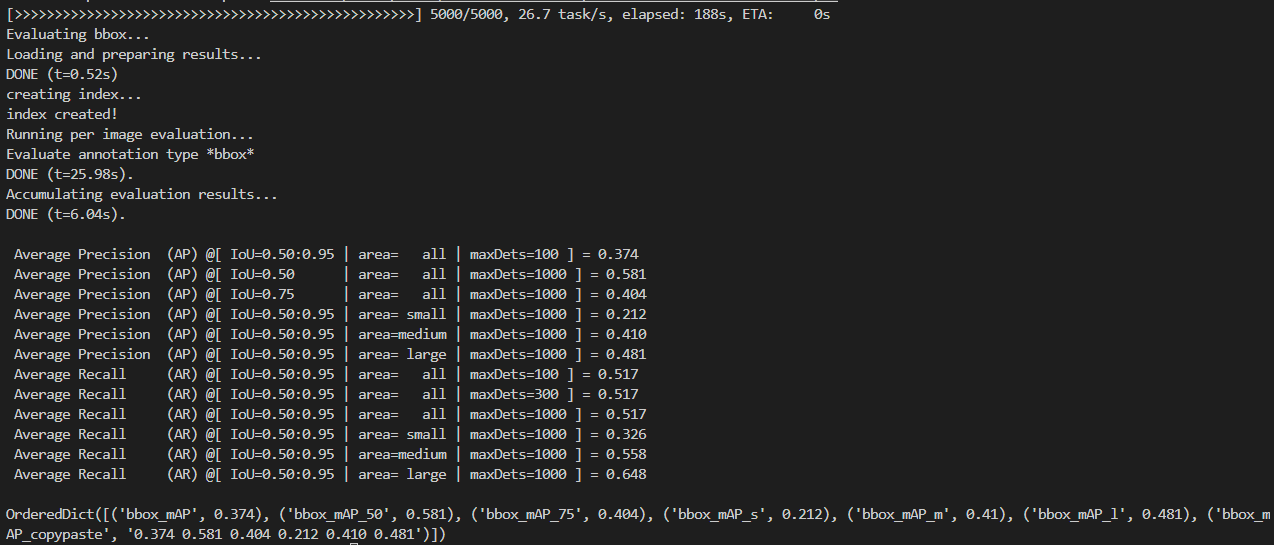 [>>>>>>>>>>>>>>>>>>>>>>>>>>>>>>>>>>>>>>>>>>>>>>>>>>] 5000/5000, 26.7 task/s, elapsed: 188s, ETA:     0s
Evaluating bbox...
Loading and preparing results...
DONE (t=0.52s)
creating index...
index created!
Running per image evaluation...
Evaluate annotation type *bbox*
DONE (t=25.98s).
Accumulating evaluation results...
DONE (t=6.04s).
 Average Precision  (AP) @[ IoU=0.50:0.95 | area=   all | maxDets=100 ] = 0.374
 Average Precision  (AP) @[ IoU=0.50      | area=   all | maxDets=1000 ] = 0.581
 Average Precision  (AP) @[ IoU=0.75      | area=   all | maxDets=1000 ] = 0.404
 Average Precision  (AP) @[ IoU=0.50:0.95 | area= small | maxDets=1000 ] = 0.212
 Average Precision  (AP) @[ IoU=0.50:0.95 | area=medium | maxDets=1000 ] = 0.410
 Average Precision  (AP) @[ IoU=0.50:0.95 | area= large | maxDets=1000 ] = 0.481
 Average Recall     (AR) @[ IoU=0.50:0.95 | area=   all | maxDets=100 ] = 0.517
 Average Recall     (AR) @[ IoU=0.50:0.95 | area=   all | maxDets=300 ] = 0.517
 Average Recall     (AR) @[ IoU=0.50:0.95 | area=   all | maxDets=1000 ] = 0.517
 Average Recall     (AR) @[ IoU=0.50:0.95 | area= small | maxDets=1000 ] = 0.326
 Average Recall     (AR) @[ IoU=0.50:0.95 | area=medium | maxDets=1000 ] = 0.558
 Average Recall     (AR) @[ IoU=0.50:0.95 | area= large | maxDets=1000 ] = 0.648
OrderedDict([('bbox_mAP', 0.374), ('bbox_mAP_50', 0.581), ('bbox_mAP_75', 0.404), ('bbox_mAP_s', 0.212), ('bbox_mAP_m', 0.41), ('bbox_mAP_l', 0.481), ('bbox_m
AP_copypaste', '0.374 0.581 0.404 0.212 0.410 0.481')])